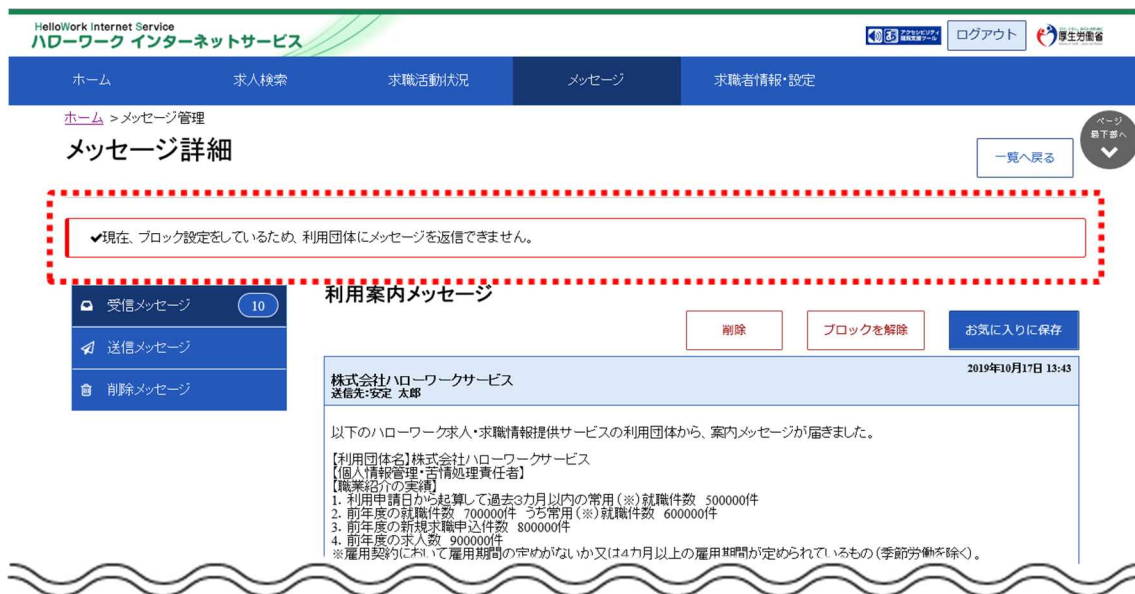 HelloWork Internet Service
ハローワーク インターネットサービス
アクセシビリティ
閲覧支援ツール
ログアウト
厚生労働省
ホーム
求人検索
求職活動状況
メッセージ
求職者情報・設定
ホーム >メッセージ管理
ページ
最下部へ
メッセージ詳細
一覧へ戻る
✔現在、ブロック設定をしているため、利用団体にメッセージを返信できません。
受信メッセージ 10
送信メッセージ
削除メッセージ
利用案内メッセージ
削除
ブロックを解除
お気に入りに保存
株式会社ハローワークサービス
2019年10月17日 13:43
送信先:安定 太郎
以下のハローワーク求人・求職情報提供サービスの利用団体から、案内メッセージが届きました。
【利用団体名】株式会社ハローワークサービス
【個人情報管理・苦情処理責任者】
【職業紹介の実績】
1. 利用申請日から起算して過去3カ月以内の常用(※)就職件数 500000件
2. 前年度の就職件数 700000件 うち常用(※)就職件数 600000件
3. 前年度の新規求職申込件数 800000件
4. 前年度の求人数 900000件
※雇用契約において雇用期間の定めがないか又は4カ月以上の雇用期間が定められているもの(季節労働を除く)。